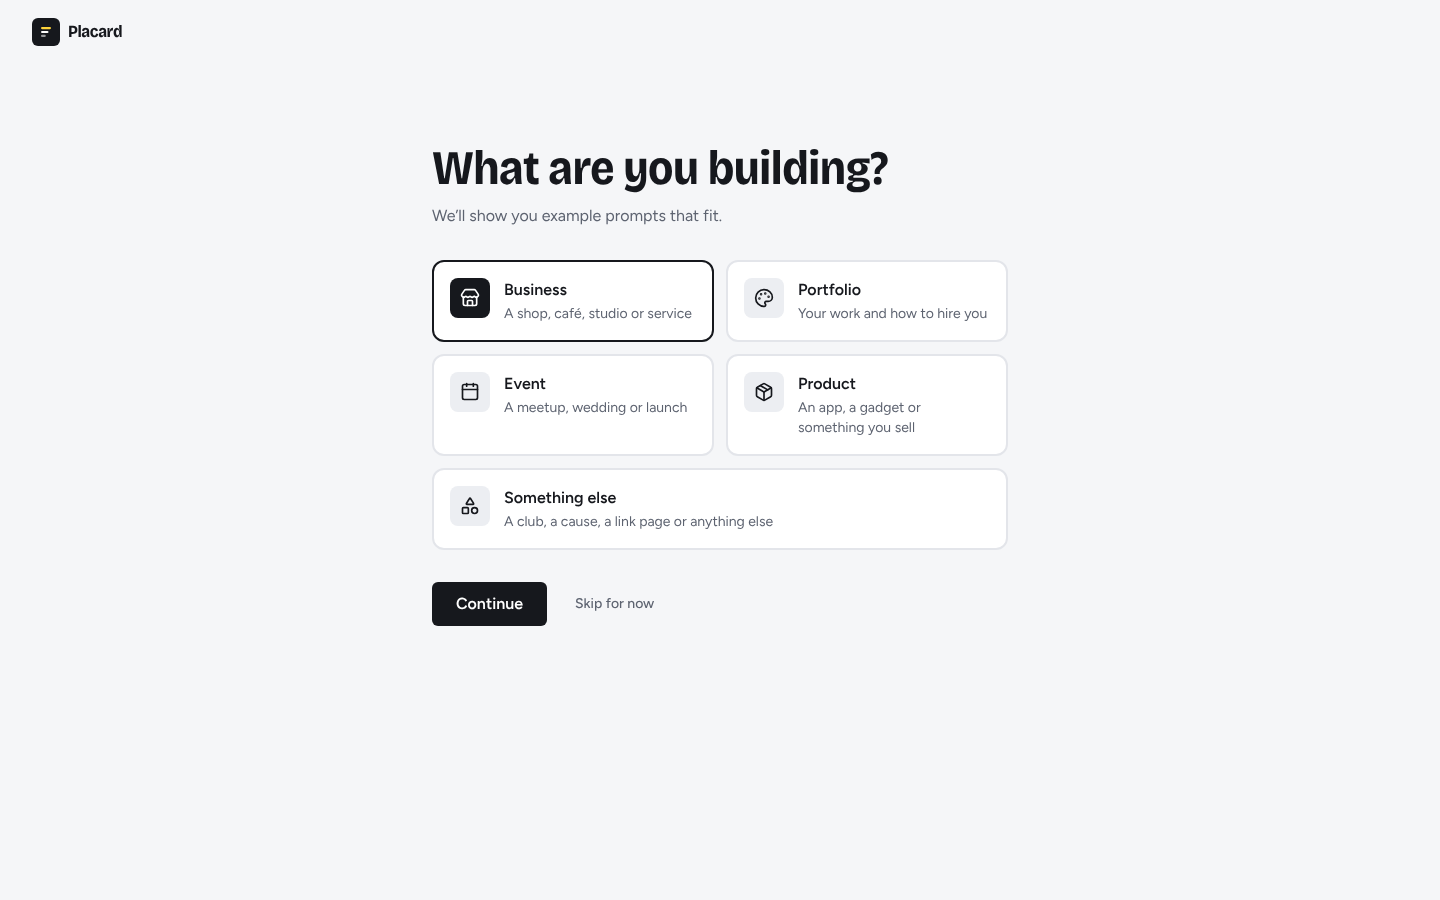 Placard
What are you building?
We’ll show you example prompts that fit.
Business
A shop, café, studio or service
Portfolio
Your work and how to hire you
Event
A meetup, wedding or launch
Product
An app, a gadget or
something you sell
Something else
A club, a cause, a link page or anything else
Continue
Skip for now